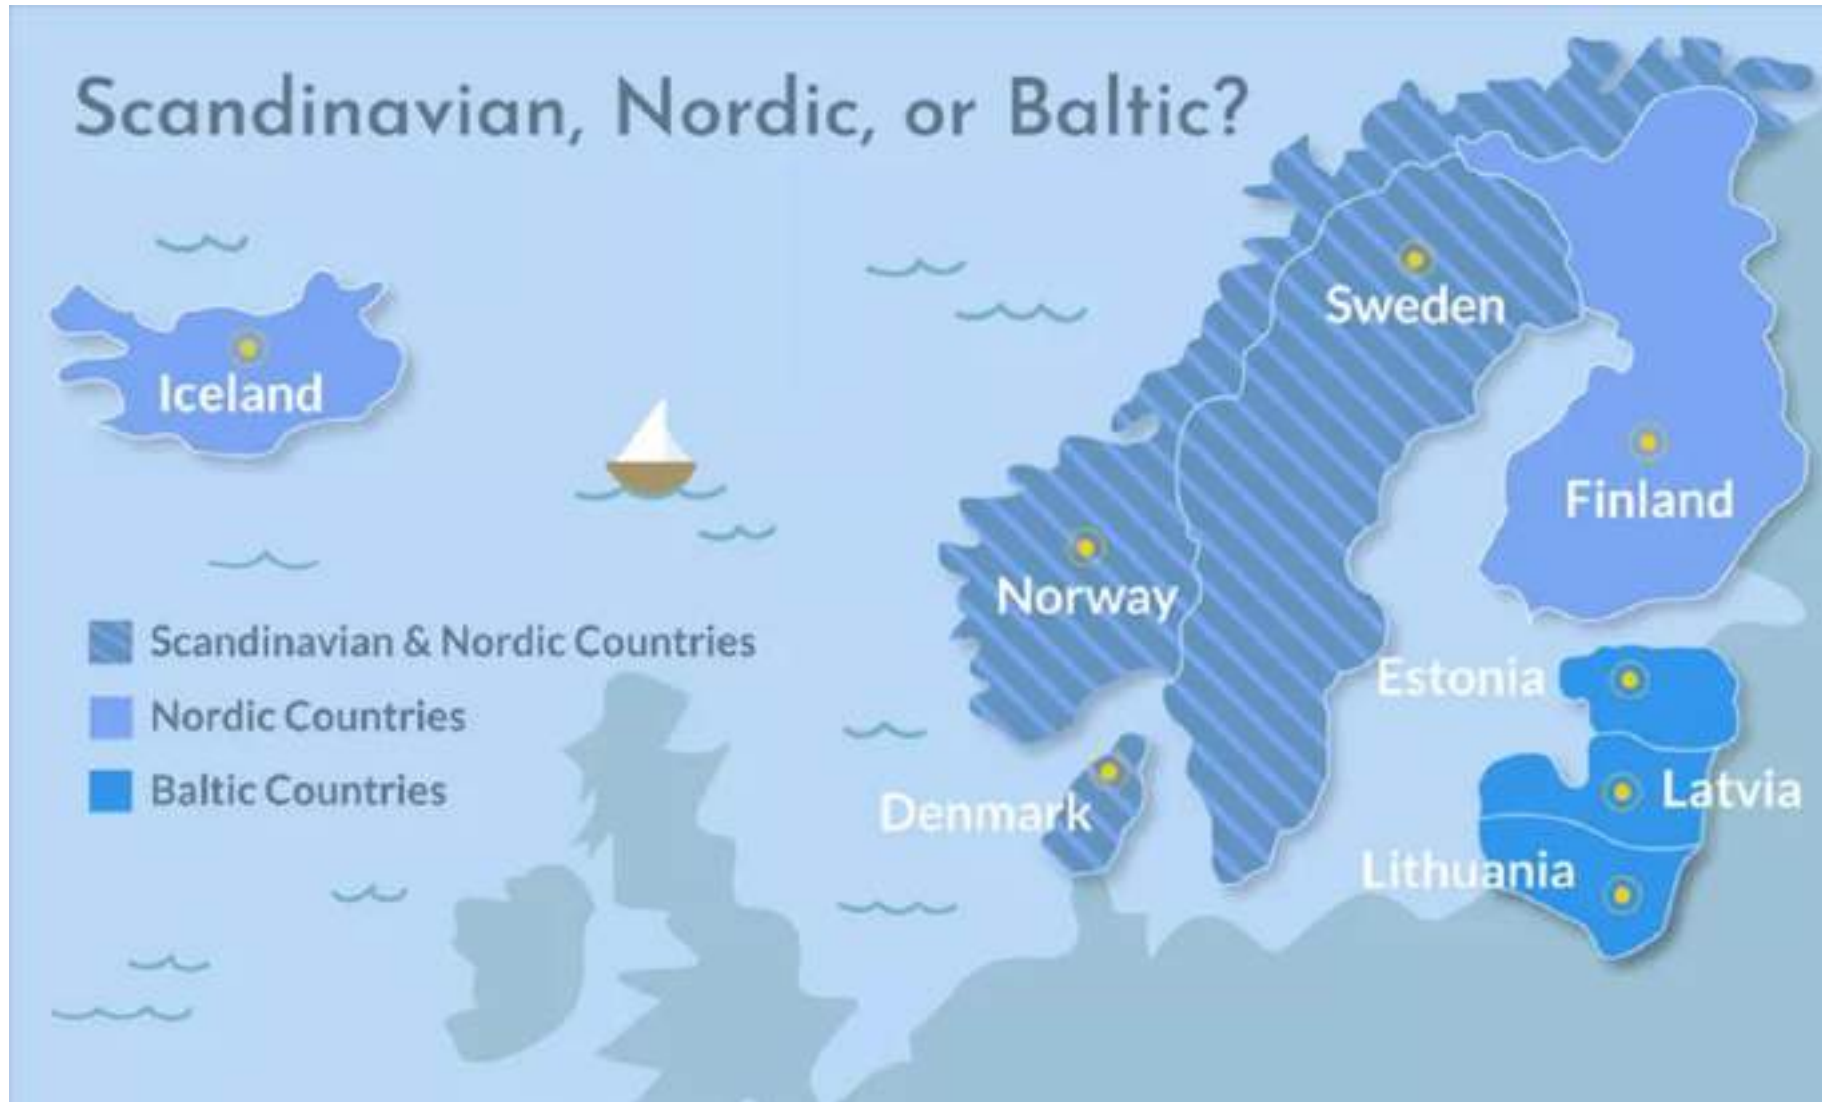 Scandinavian, Nordic, or Baltic?
Sweden
Iceland
Finland
Norway
Scandinavian & Nordic Countries
Estonia
Nordic Countries
Baltic Countries
Latvia
Denmark
Lithuania